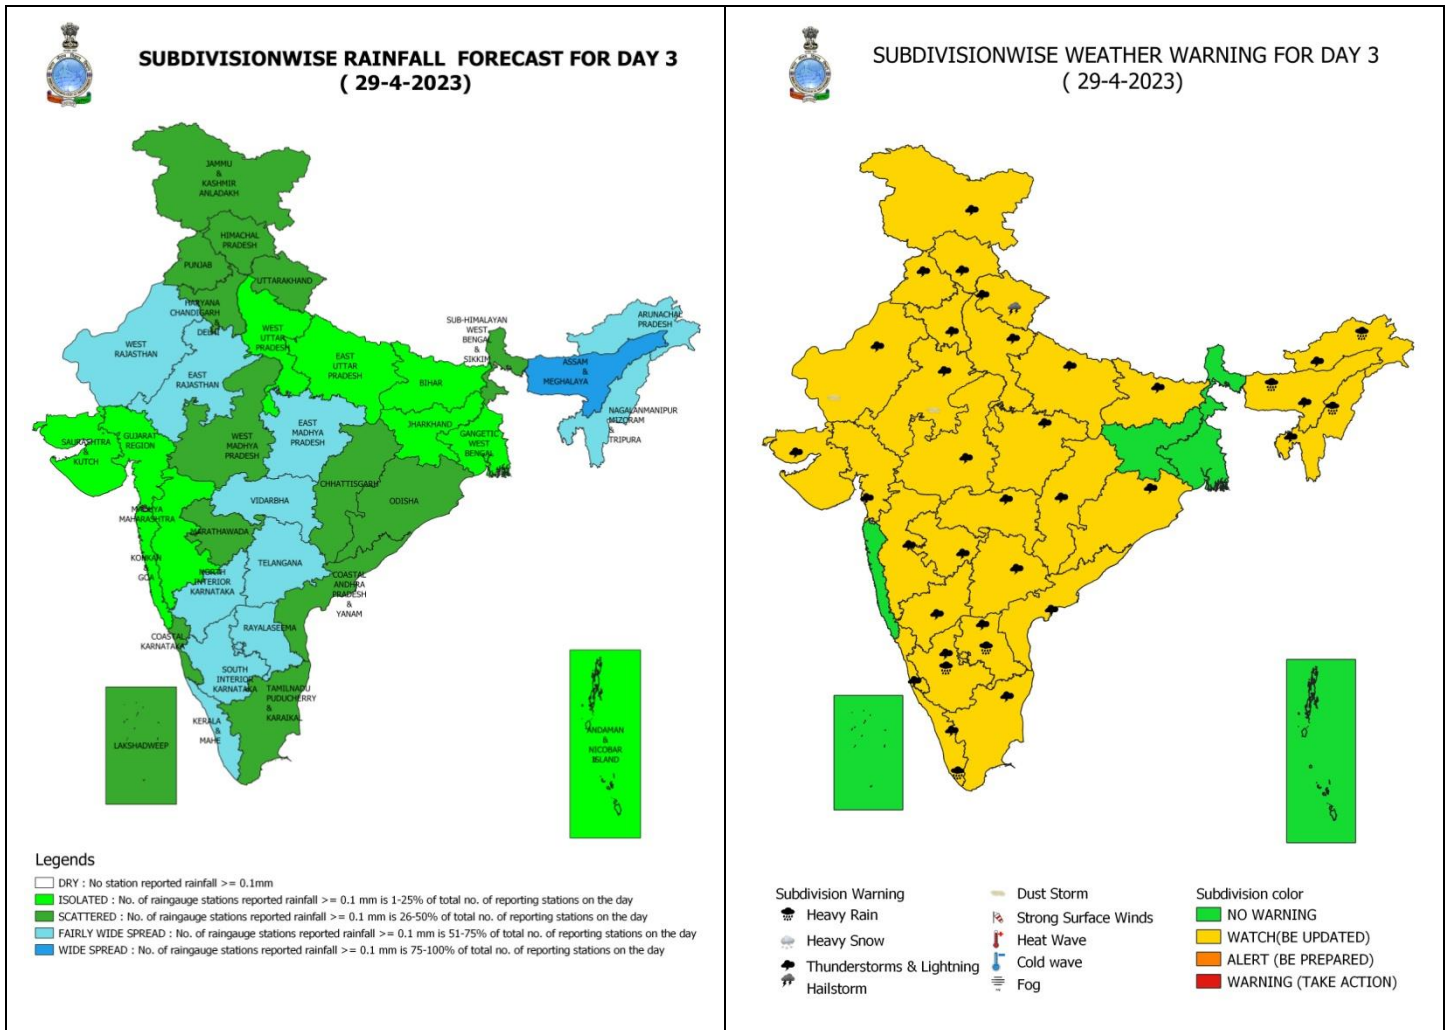 SUBDIVISIONWISE RAINFALL FORECAST FOR DAY 3
( 29-4-2023)
JAMMU
&
KASHMIR
ANLADAKH
HIMACHAL
PRADESH
PUNJAB
UTTARAKHAND
HARYANA
CHANDIGARH
&
DELHI
WEST
RAJASTHAN
WEST
UTTAR
PRADESH
EAST
RAJASTHAN
EAST
UTTAR
PRADESH
BIHAR
SUB-HIMALAYAN
WEST
BENGAL
&
SIKKIM
ARUNACHAL
PRADESH
ASSAM
&
MEGHALAYA
NAGALANMANIPUR
MIZORAM
&
TRIPURA
SAURASHTRA
&
KUTCH
GUJARAT
REGION
WEST
MADHYA
PRADESH
EAST
MADHYA
PRADESH
JHARKHAND
GANGETIC
WEST
BENGAL
CHHATTISGARH
ODISHA
VIDARBHA
MADHYA
MAHARASHTRA
MARATHAWADA
KONKAN
&
GOA
NORTH
INTERIOR
KARNATAKA
TELANGANA
COASTAL
ANDHRA
PRADESH
&
YANAM
RAYALASEEMA
COASTAL
KARNATAKA
SOUTH
INTERIOR
KARNATAKA
TAMILNADU
PUDUCHERRY
&
KARAIKAL
KERALA
&
MAHE
LAKSHADWEEP
ANDAMAN
&
NICOBAR
ISLAND
Legends
DRY : No station reported rainfall >= 0.1mm
ISOLATED : No. of raingauge stations reported rainfall >= 0.1 mm is 1-25% of total no. of reporting stations on the day
SCATTERED : No. of raingauge stations reported rainfall >= 0.1 mm is 26-50% of total no. of reporting stations on the day
FAIRLY WIDE SPREAD : No. of raingauge stations reported rainfall >= 0.1 mm is 51-75% of total no. of reporting stations on the day
WIDE SPREAD : No. of raingauge stations reported rainfall >= 0.1 mm is 75-100% of total no. of reporting stations on the day
SUBDIVISIONWISE WEATHER WARNING FOR DAY 3
( 29-4-2023)
Subdivision Warning
Heavy Rain
Heavy Snow
Thunderstorms & Lightning
Hailstorm
Dust Storm
Strong Surface Winds
Heat Wave
Cold wave
Fog
Subdivision color
NO WARNING
WATCH(BE UPDATED)
ALERT (BE PREPARED)
WARNING (TAKE ACTION)